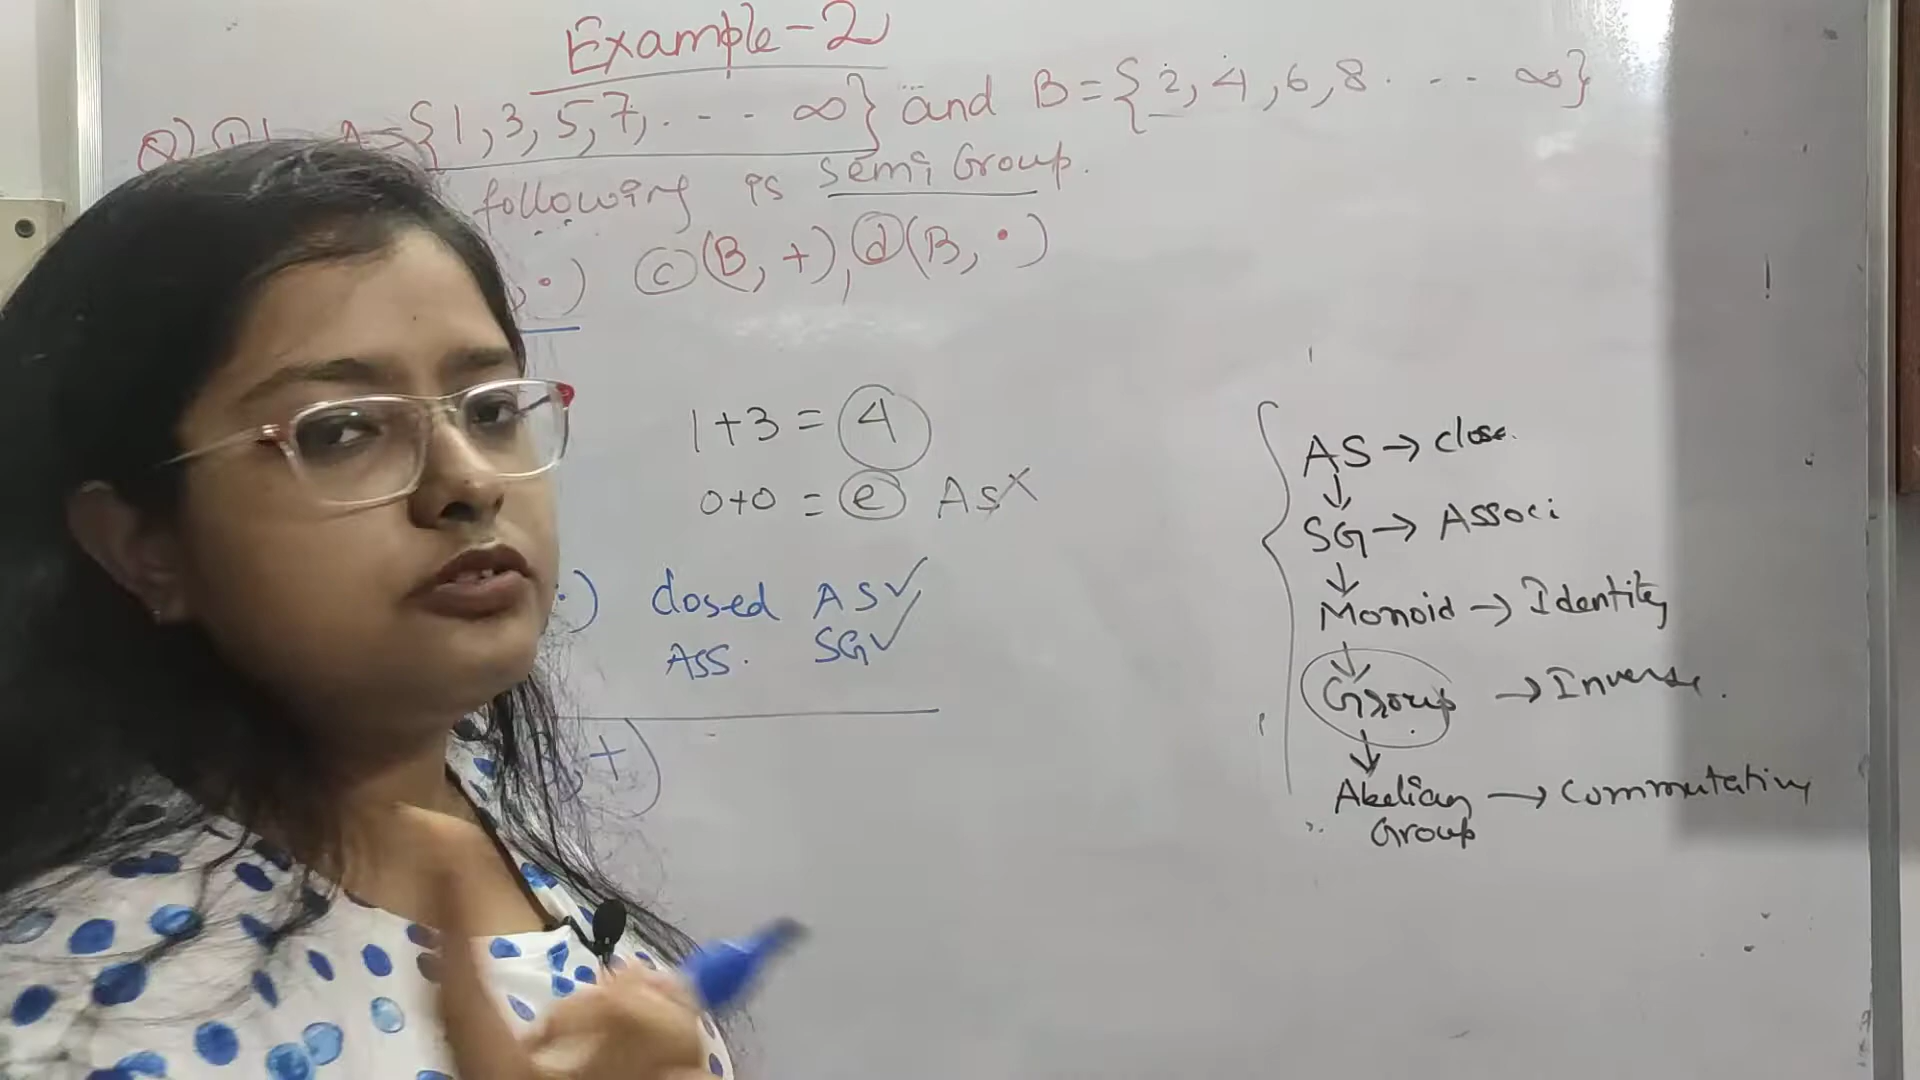 Example-2
Q) If A={1,3,5,7,--- ∞} and B={2,4,6,8 --- ∞}
following is semi Group.
·) ⓒ(B, +), ⓓ(B, ·)
1+3 = 4
0+0 = e AS×
·) closed AS✓
Ass. SG✓
, +)
AS → close.
↓
SG → Associ
↓
Monoid → Identity
↓
Group → Inverse.
↓
Abelian → Commutativ
Group